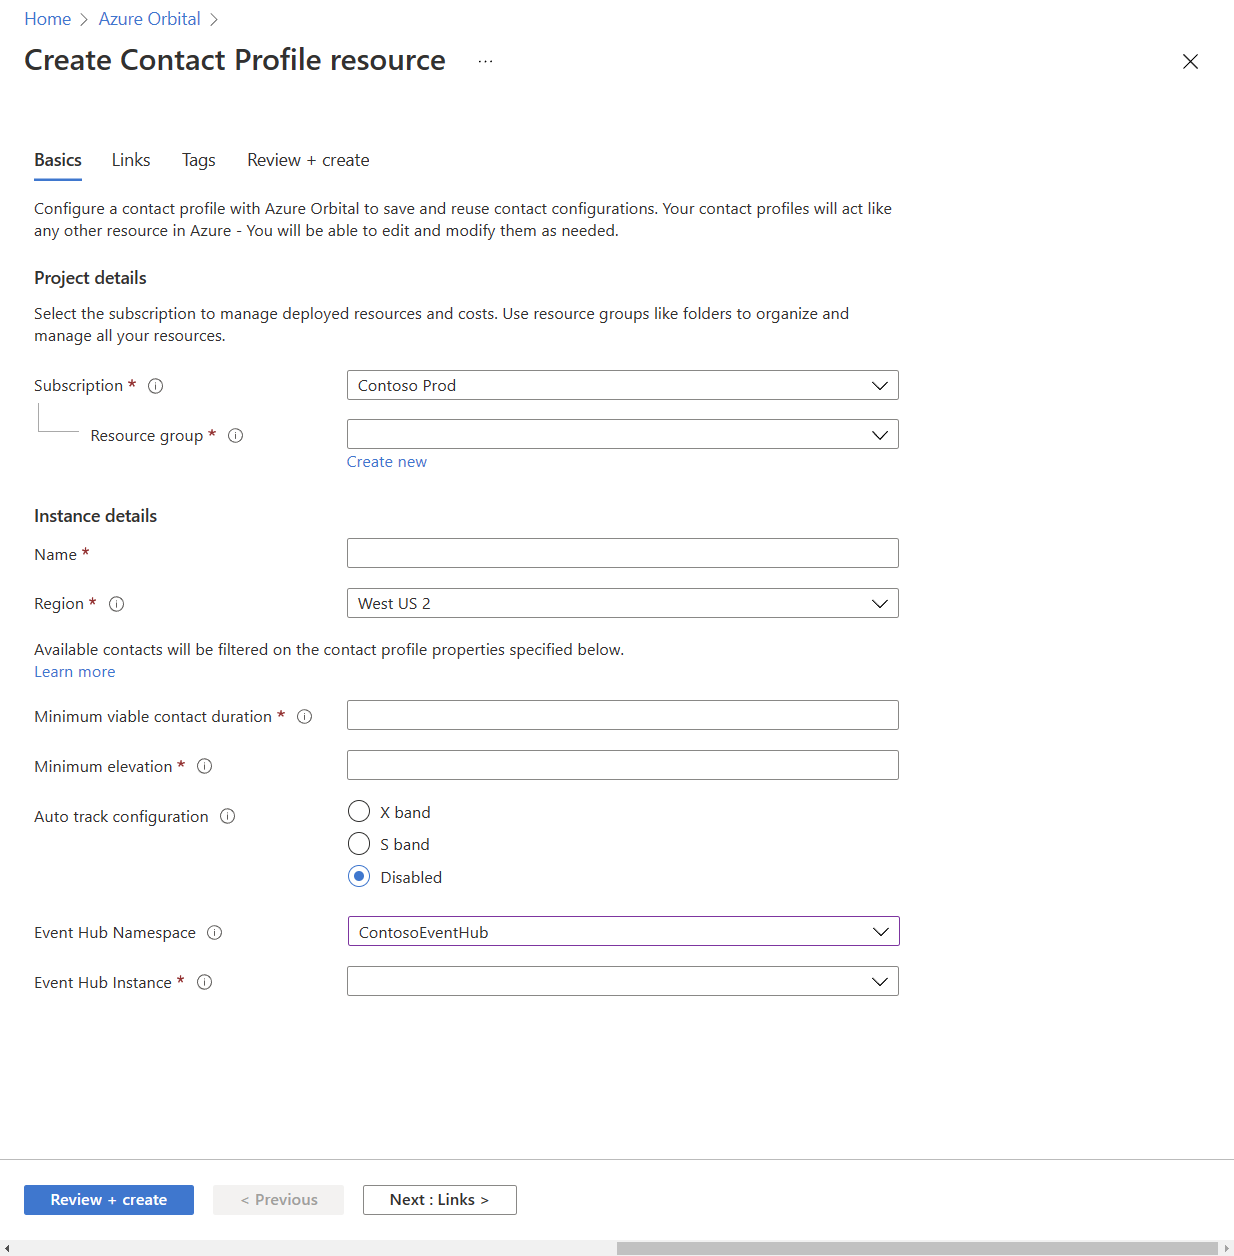 Home > Azure Orbital >
Create Contact Profile resource ...
Basics Links Tags Review + create
Configure a contact profile with Azure Orbital to save and reuse contact configurations. Your contact profiles will act like
any other resource in Azure - You will be able to edit and modify them as needed.
Project details
Select the subscription to manage deployed resources and costs. Use resource groups like folders to organize and
manage all your resources.
Subscription * Contoso Prod
Resource group *
Create new
Instance details
Name *
Region * West US 2
Available contacts will be filtered on the contact profile properties specified below.
Learn more
Minimum viable contact duration *
Minimum elevation *
Auto track configuration X band
S band
Disabled
Event Hub Namespace ContosoEventHub
Event Hub Instance *
Review + create < Previous Next : Links >